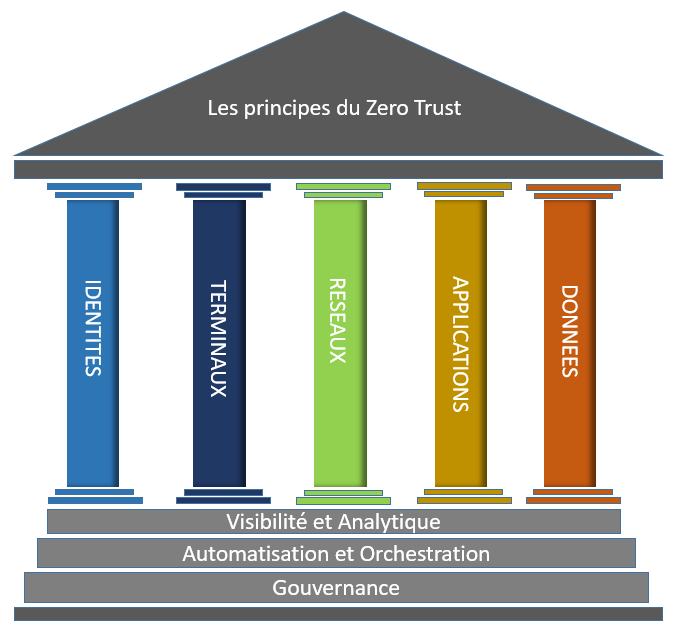 Les principes du Zero Trust
IDENTITES
TERMINAUX
RESEAUX
APPLICATIONS
DONNEES
Visibilité et Analytique
Automatisation et Orchestration
Gouvernance